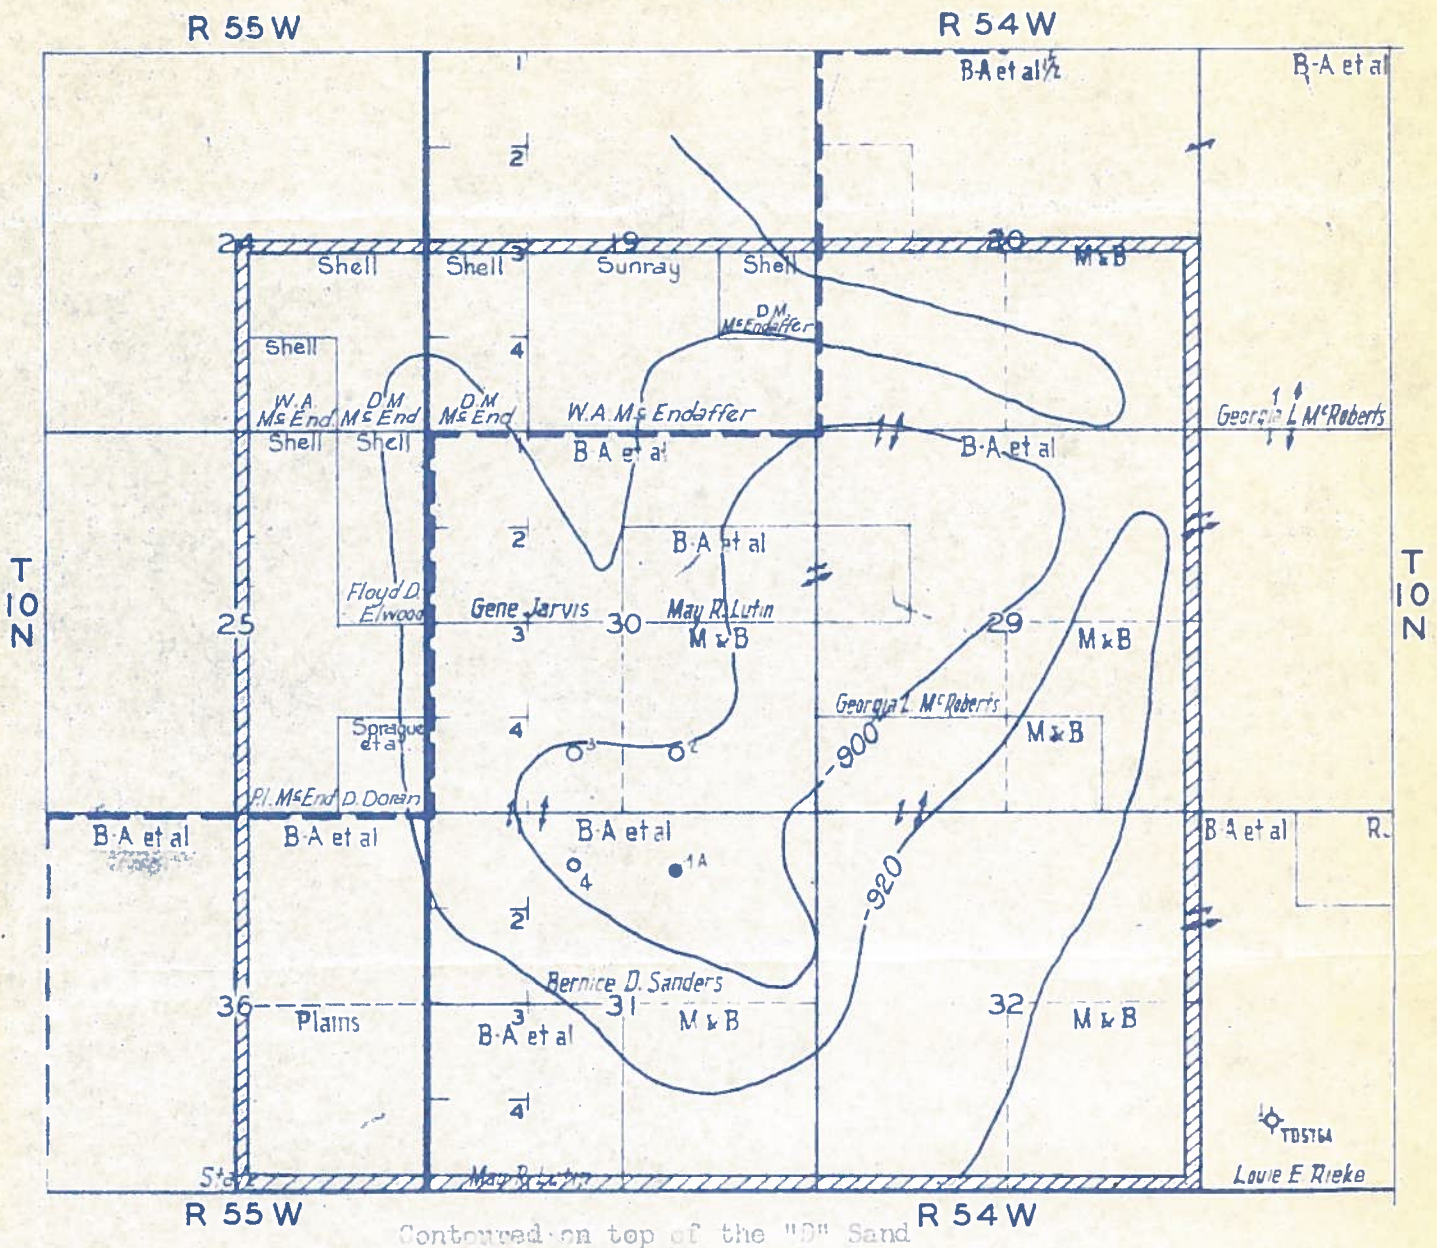 R 55 W
R 54 W
B-A et al ½
B-A et al
1
2
24
3
19
20
Shell
Shell
Sunray
Shell
M & B
D M.
McEndaffer
Shell
4
W. A.
McEnd.
D M
McEnd
D M
McEnd
W. A. McEndaffer
Georgia L McRoberts
Shell
Shell
1
B-A et al
B-A et al
2
B-A et al
T
10
N
T
10
N
Floyd D.
Elwood
Gene Jarvis
May R. Lutin
25
3
30
M & B
29
M & B
Georgia L. McRoberts
Sprague
et al
4
3
2
-900
M & B
P.I. McEnd
D. Doran
B-A et al
B-A et al
B-A et al
B-A et al
R.
4
1A
-920
2
Bernice D. Sanders
36
Plains
3
31
M & B
32
M & B
B-A et al
4
TD5764
State
May R. Lutin
Louie E Rieke
R 55 W
R 54 W
Contoured on top of the "D" Sand